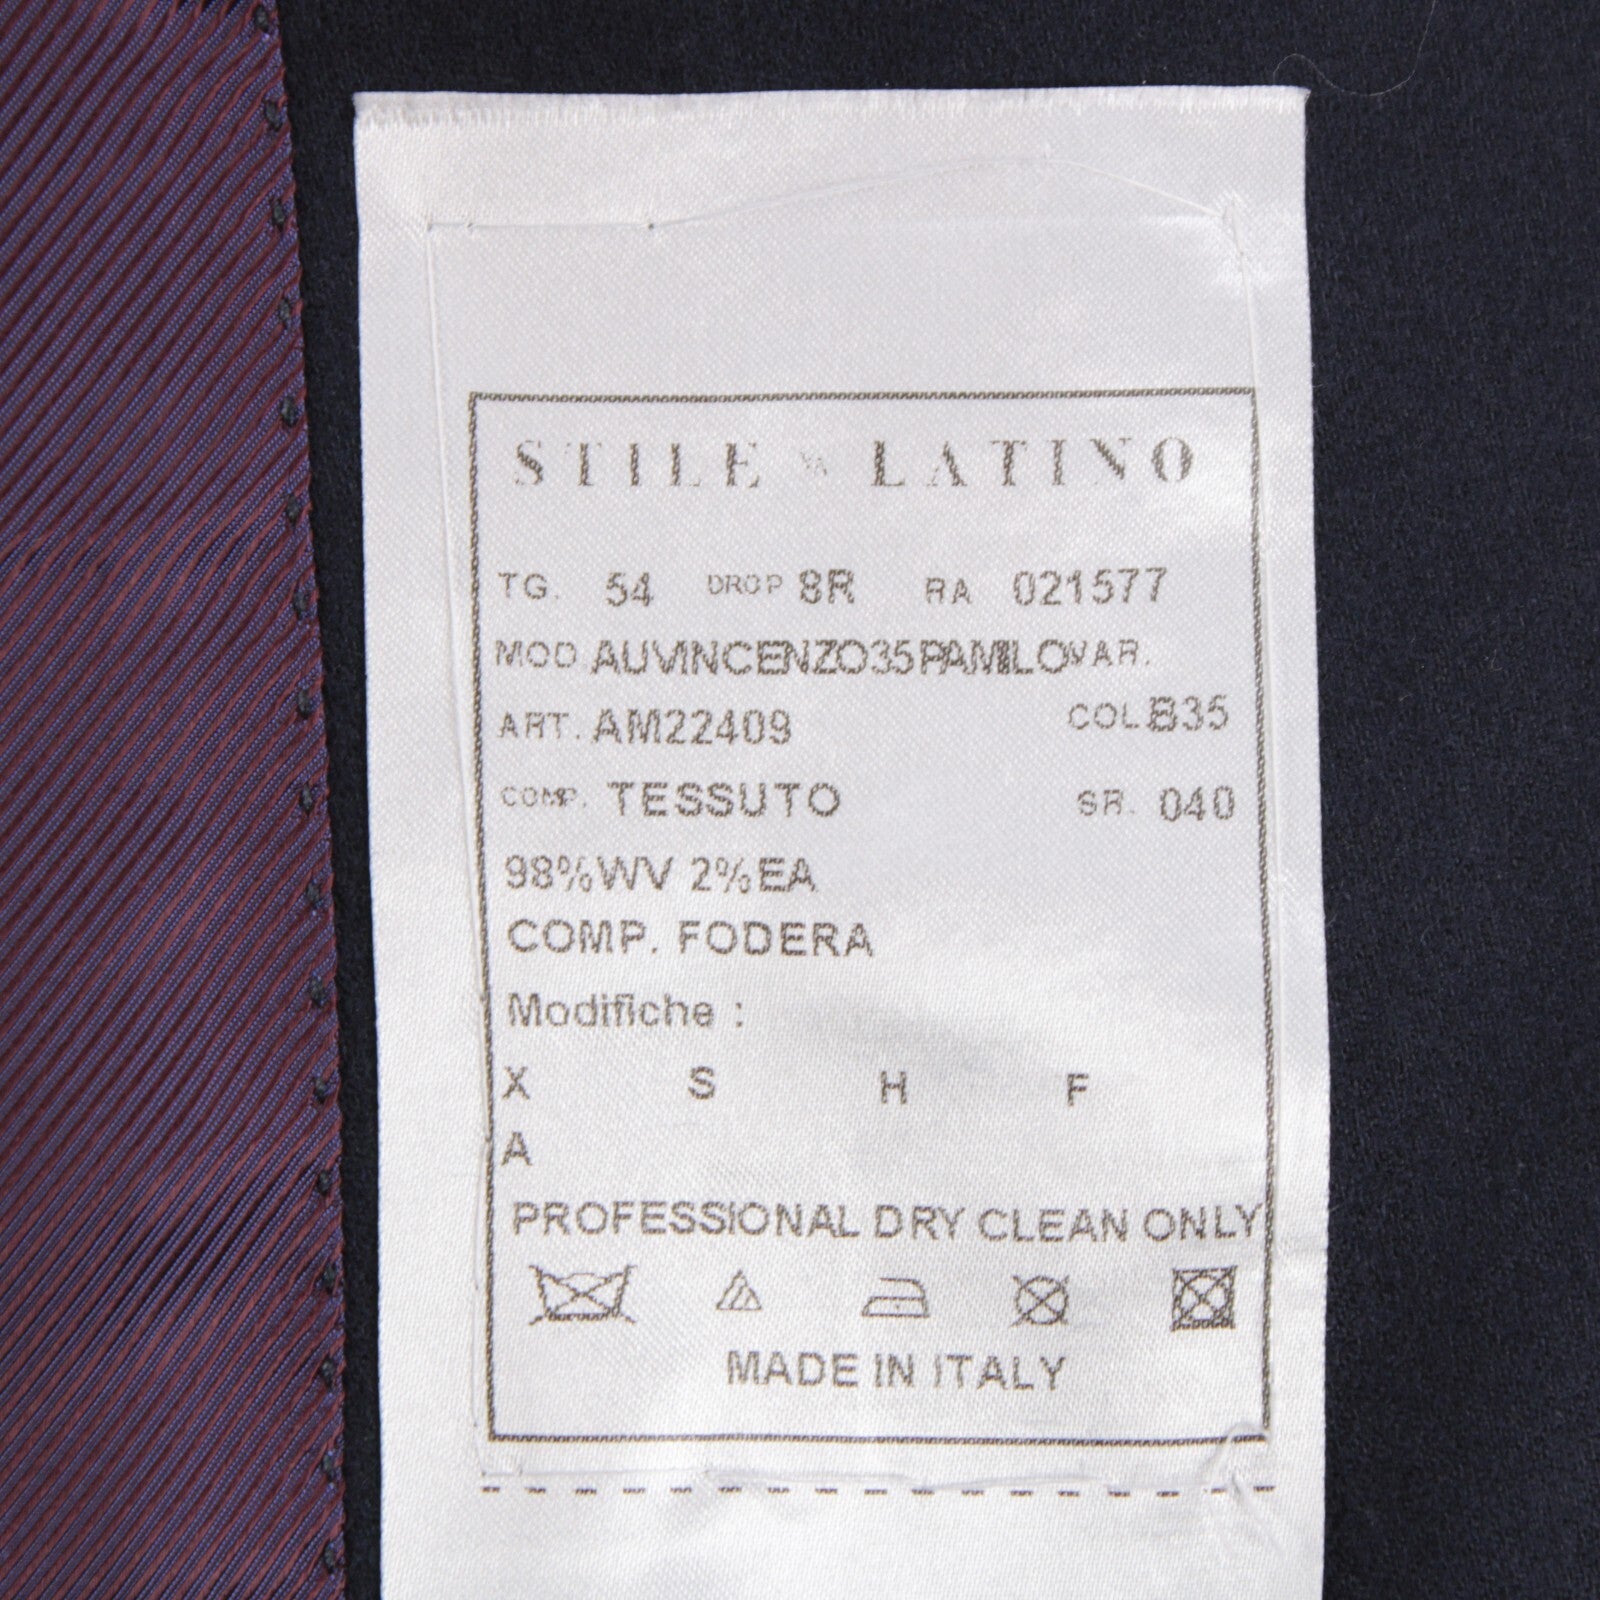 STILE LATINO
TG. 54 DROP 8R RA 021577
MOD. AUVINCENZO35PAMILO VAR.
ART. AM22409 COL. B35
COMP. TESSUTO SR. 040
98%WV 2%EA
COMP. FODERA
Modifiche :
X S H F
A
PROFESSIONAL DRY CLEAN ONLY
MADE IN ITALY